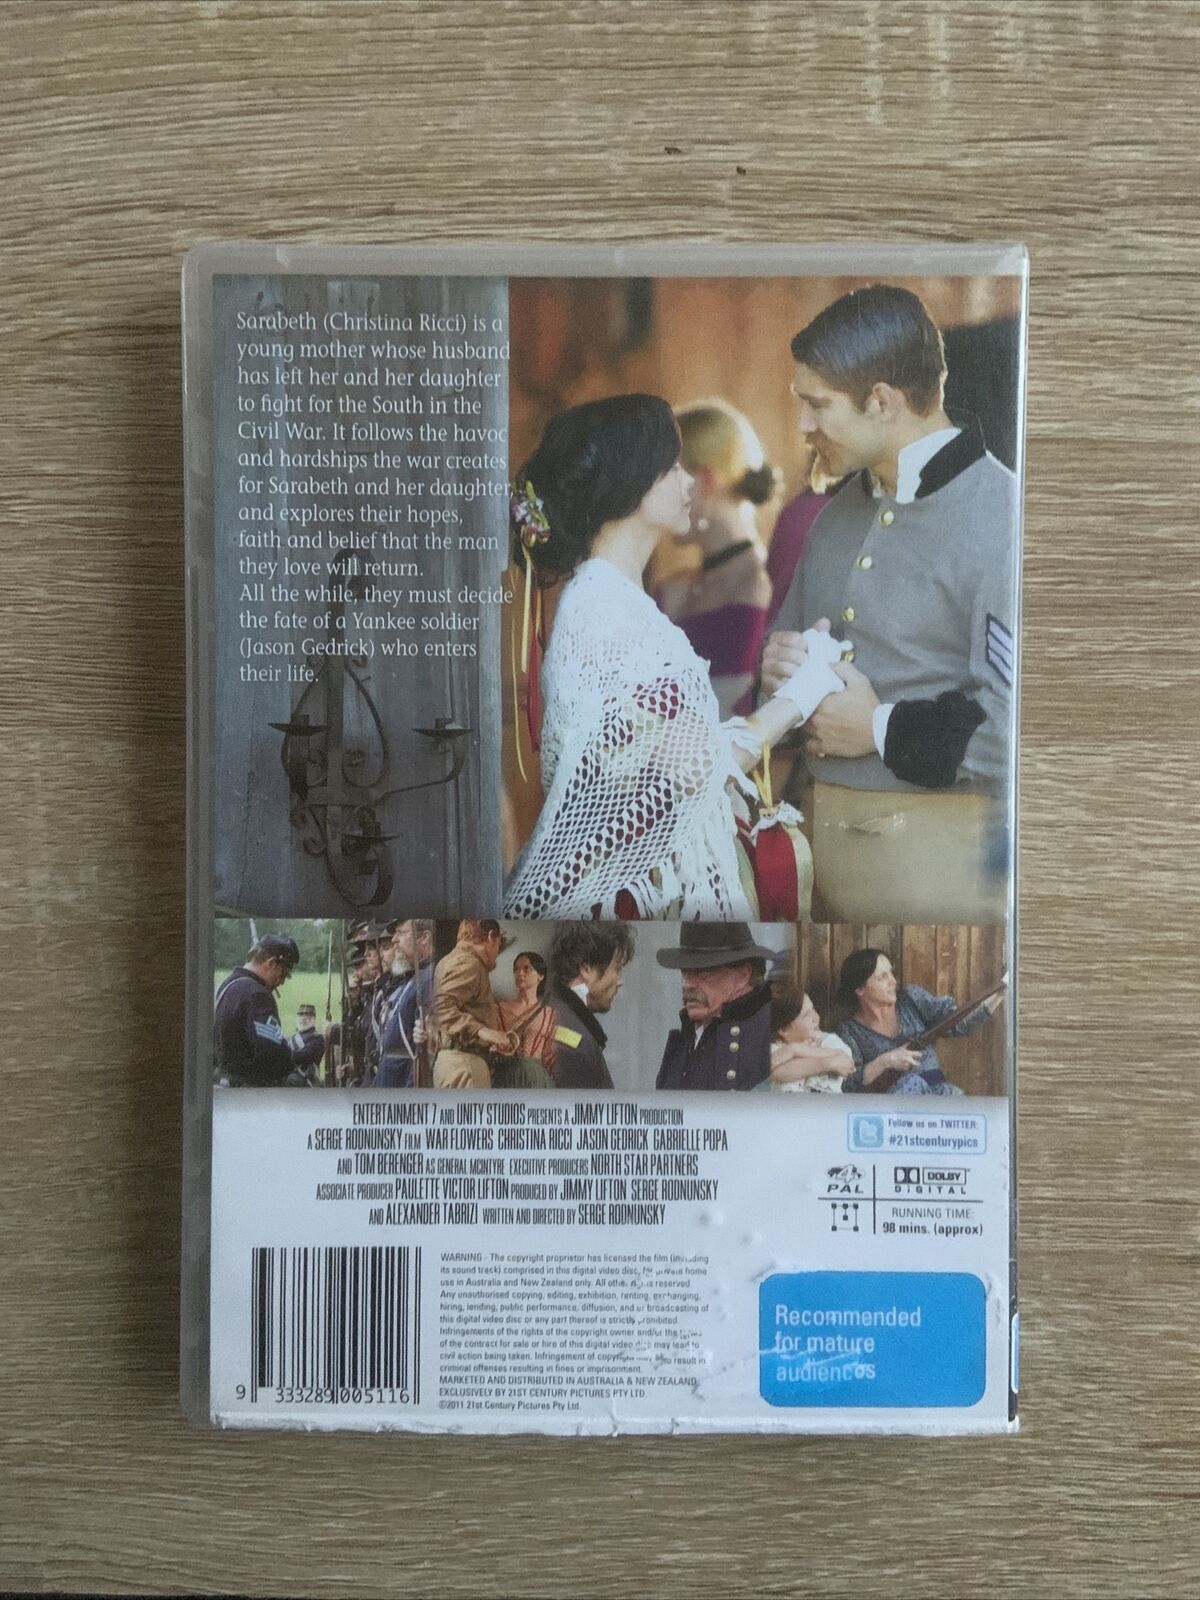 Sarabeth (Christina Ricci) is a
young mother whose husband
has left her and her daughter
to fight for the South in the
Civil War. It follows the havoc
and hardships the war creates
for Sarabeth and her daughter
and explores their hopes,
faith and belief that the man
they love will return.
All the while, they must decide
the fate of a Yankee soldier
(Jason Gedrick) who enters
their life.
ENTERTAINMENT 7 AND UNITY STUDIOS PRESENTS A JIMMY LIFTON PRODUCTION
A SERGE RODNUNSKY FILM WAR FLOWERS CHRISTINA RICCI JASON GEDRICK GABRIELLE POPA
AND TOM BERENGER AS GENERAL MCINTYRE EXECUTIVE PRODUCERS NORTH STAR PARTNERS
ASSOCIATE PRODUCER PAULETTE VICTOR LIFTON PRODUCED BY JIMMY LIFTON SERGE RODNUNSKY
AND ALEXANDER TABRIZI WRITTEN AND DIRECTED BY SERGE RODNUNSKY
Follow us on TWITTER:
#21stcenturypics
PAL
DOLBY
DIGITAL
RUNNING TIME:
98 mins. (approx)
WARNING - The copyright proprietor has licensed the film (including
its sound track) comprised in this digital video disc, for private home
use in Australia and New Zealand only. All reserved.
Any unauthorised copying, editing, exhibition, renting, exchanging,
hiring, lending, public performance, diffusion, and or broadcasting of
this digital video disc or any part thereof is strictly prohibited.
Infringements of the rights of the copyright owner and/or the
of the contract for sale or hire of this digital video disc may lead to
civil action being taken. Infringement of copyright may also result in
criminal offenses resulting in fines or imprisonment.
MARKETED AND DISTRIBUTED IN AUSTRALIA & NEW ZEALAND
EXCLUSIVELY BY 21ST CENTURY PICTURES PTY LTD
©2011 21st Century Pictures Pty Ltd.
9 333289 005116
Recommended
for mature
audiences